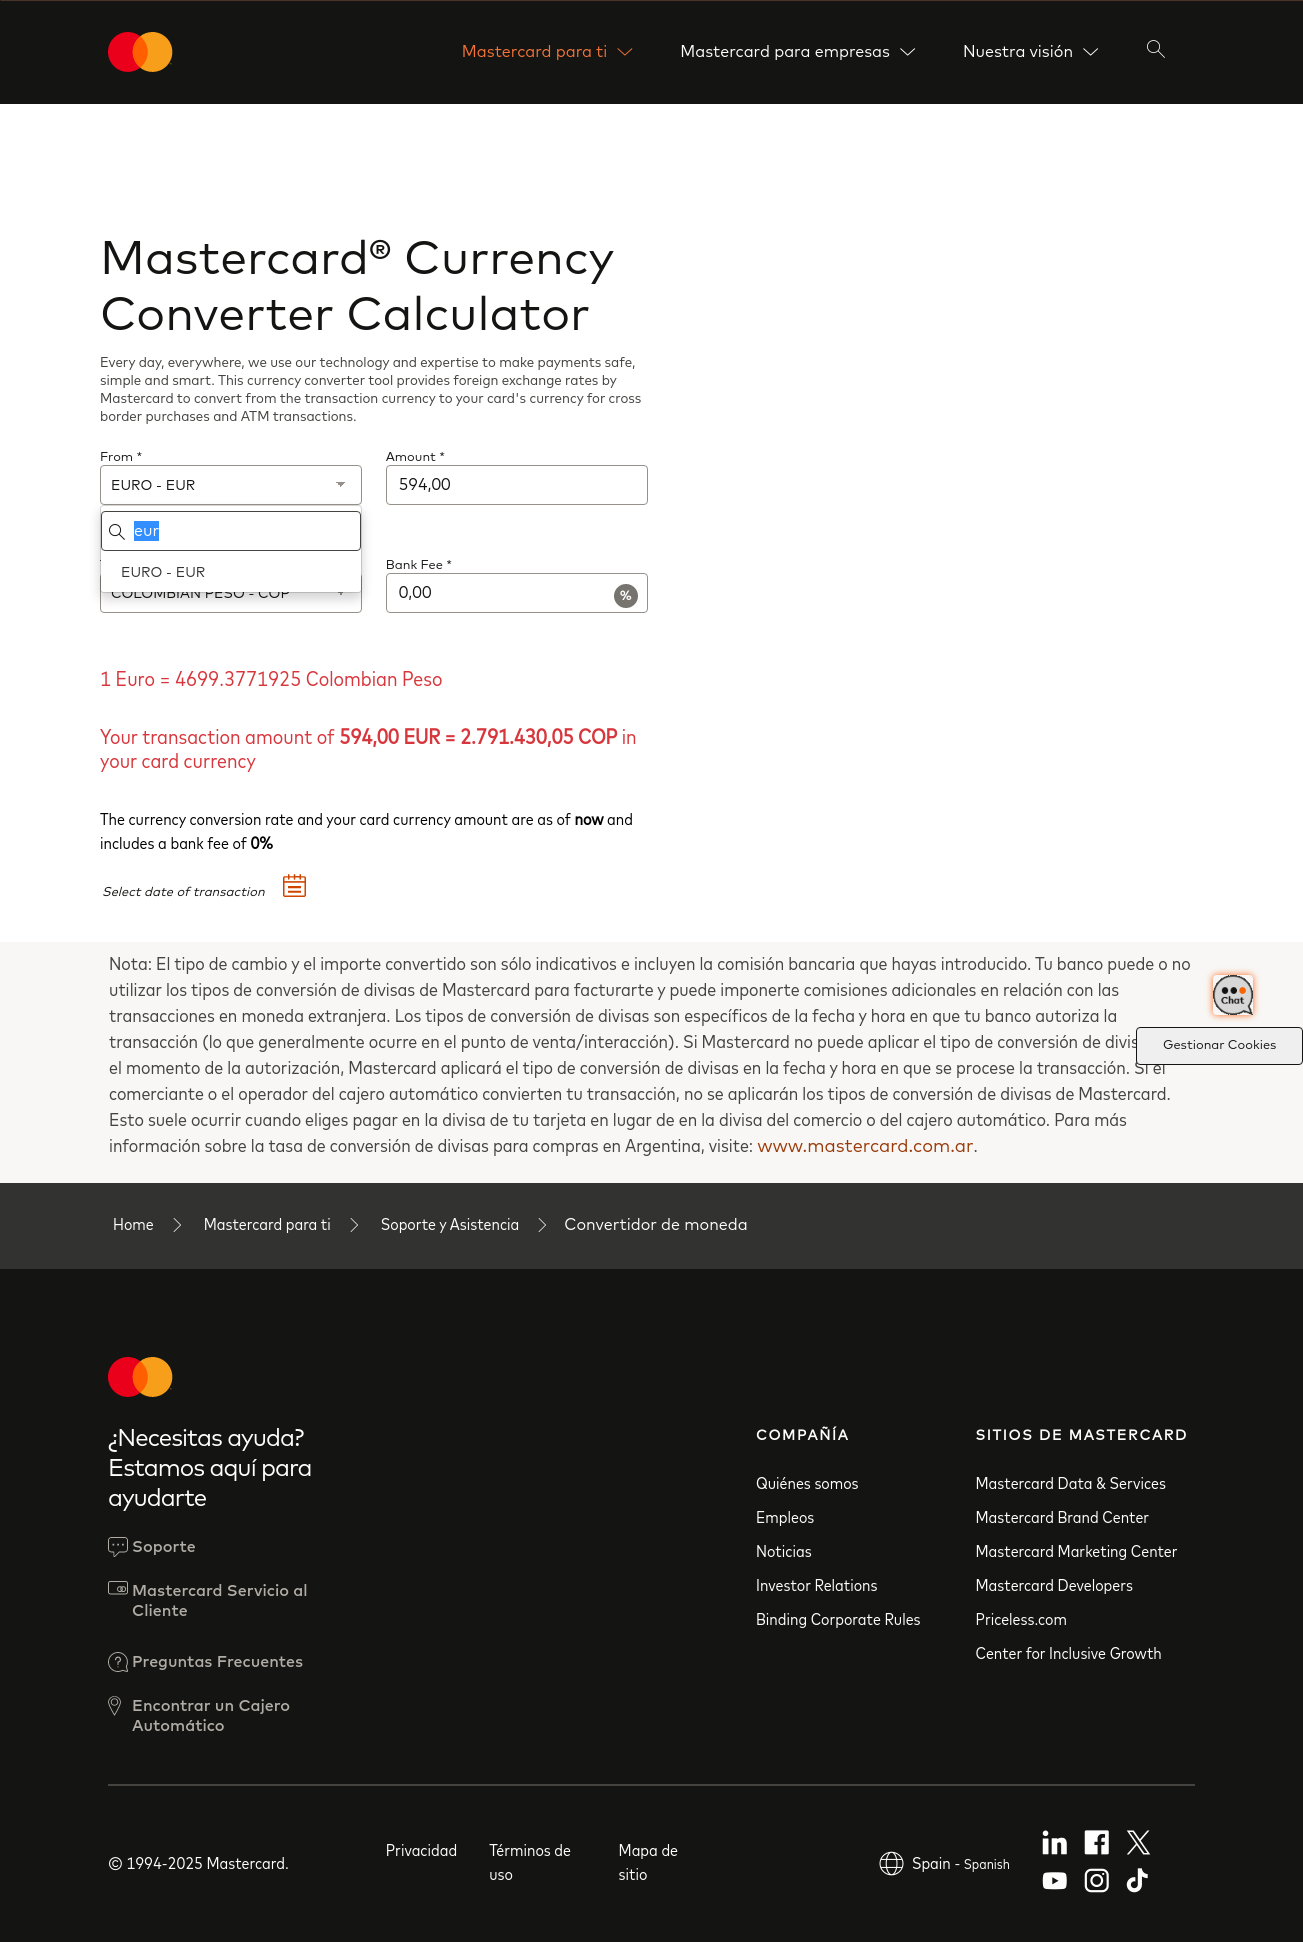 Mastercard para ti
Mastercard para empresas
Nuestra visión
Mastercard® Currency
Converter Calculator
Every day, everywhere, we use our technology and expertise to make payments safe,
simple and smart. This currency converter tool provides foreign exchange rates by
Mastercard to convert from the transaction currency to your card's currency for cross
border purchases and ATM transactions.
From *
Amount *
EURO - EUR
594,00
eur
EURO - EUR
Bank Fee *
COLOMBIAN PESO - COP
0,00
%
1 Euro = 4699.3771925 Colombian Peso
Your transaction amount of 594,00 EUR = 2.791.430,05 COP in
your card currency
The currency conversion rate and your card currency amount are as of now and
includes a bank fee of 0%
Select date of transaction
Nota: El tipo de cambio y el importe convertido son sólo indicativos e incluyen la comisión bancaria que hayas introducido. Tu banco puede o no
utilizar los tipos de conversión de divisas de Mastercard para facturarte y puede imponerte comisiones adicionales en relación con las
transacciones en moneda extranjera. Los tipos de conversión de divisas son específicos de la fecha y hora en que tu banco autoriza la
transacción (lo que generalmente ocurre en el punto de venta/interacción). Si Mastercard no puede aplicar el tipo de conversión de divis
el momento de la autorización, Mastercard aplicará el tipo de conversión de divisas en la fecha y hora en que se procese la transacción. Si el
comerciante o el operador del cajero automático convierten tu transacción, no se aplicarán los tipos de conversión de divisas de Mastercard.
Esto suele ocurrir cuando eliges pagar en la divisa de tu tarjeta en lugar de en la divisa del comercio o del cajero automático. Para más
información sobre la tasa de conversión de divisas para compras en Argentina, visite: www.mastercard.com.ar.
Chat
Gestionar Cookies
Home
Mastercard para ti
Soporte y Asistencia
Convertidor de moneda
¿Necesitas ayuda?
Estamos aquí para
ayudarte
Soporte
Mastercard Servicio al
Cliente
Preguntas Frecuentes
Encontrar un Cajero
Automático
COMPAÑÍA
Quiénes somos
Empleos
Noticias
Investor Relations
Binding Corporate Rules
SITIOS DE MASTERCARD
Mastercard Data & Services
Mastercard Brand Center
Mastercard Marketing Center
Mastercard Developers
Priceless.com
Center for Inclusive Growth
© 1994-2025 Mastercard.
Privacidad
Términos de
uso
Mapa de
sitio
Spain - Spanish